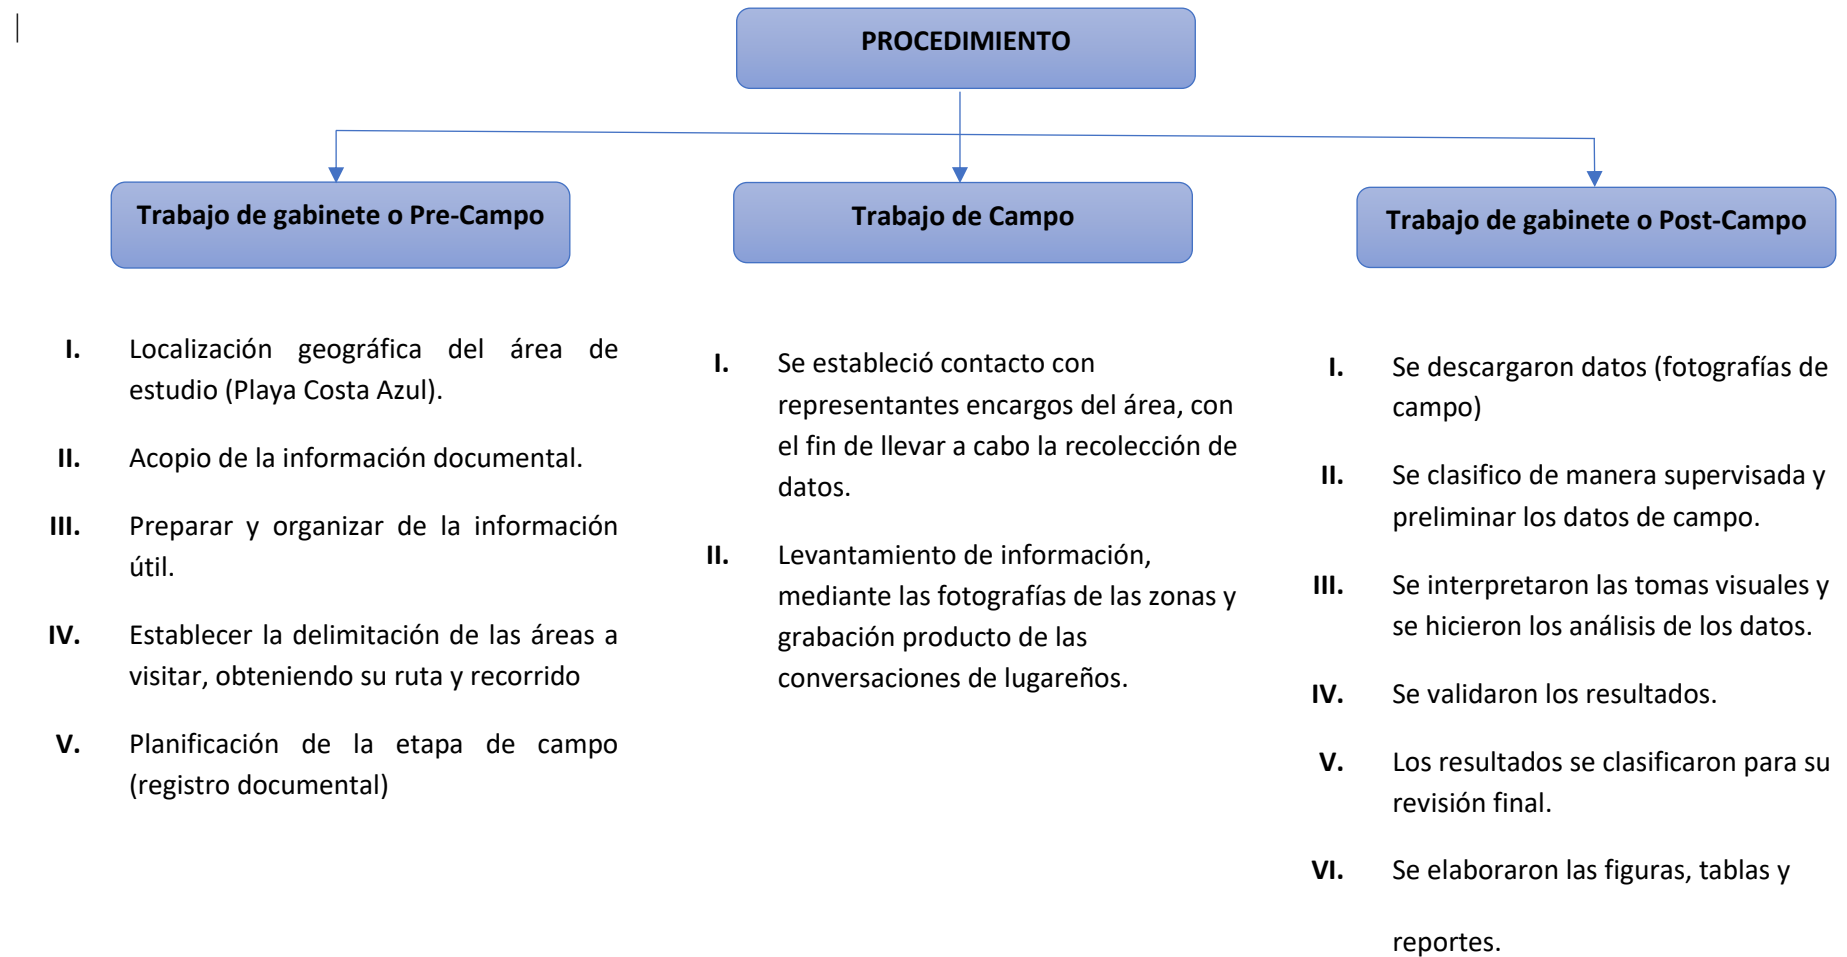 PROCEDIMIENTO
Trabajo de gabinete o Pre-Campo
I. Localización geográfica del área de
estudio (Playa Costa Azul).
II. Acopio de la información documental.
III. Preparar y organizar de la información
útil.
IV. Establecer la delimitación de las áreas a
visitar, obteniendo su ruta y recorrido
V. Planificación de la etapa de campo
(registro documental)
Trabajo de Campo
I. Se estableció contacto con
representantes encargos del área, con
el fin de llevar a cabo la recolección de
datos.
II. Levantamiento de información,
mediante las fotografías de las zonas y
grabación producto de las
conversaciones de lugareños.
Trabajo de gabinete o Post-Campo
I. Se descargaron datos (fotografías de
campo)
II. Se clasifico de manera supervisada y
preliminar los datos de campo.
III. Se interpretaron las tomas visuales y
se hicieron los análisis de los datos.
IV. Se validaron los resultados.
V. Los resultados se clasificaron para su
revisión final.
VI. Se elaboraron las figuras, tablas y
reportes.